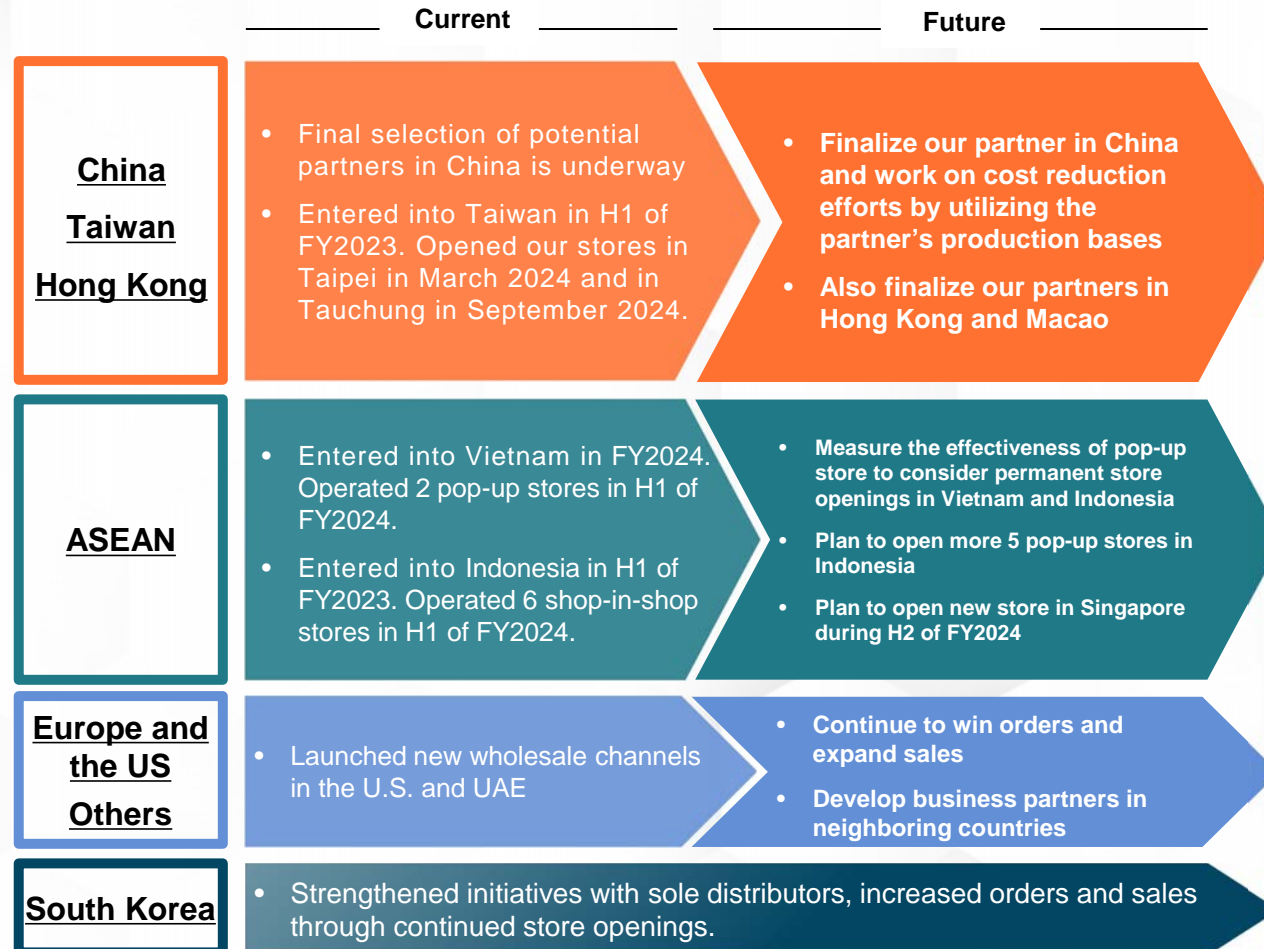 Current
Future
China
Taiwan
Hong Kong
• Final selection of potential
partners in China is underway
• Entered into Taiwan in H1 of
FY2023. Opened our stores in
Taipei in March 2024 and in
Tauchung in September 2024.
• Finalize our partner in China
and work on cost reduction
efforts by utilizing the
partner’s production bases
• Also finalize our partners in
Hong Kong and Macao
ASEAN
• Entered into Vietnam in FY2024.
Operated 2 pop-up stores in H1 of
FY2024.
• Entered into Indonesia in H1 of
FY2023. Operated 6 shop-in-shop
stores in H1 of FY2024.
• Measure the effectiveness of pop-up
store to consider permanent store
openings in Vietnam and Indonesia
• Plan to open more 5 pop-up stores in
Indonesia
• Plan to open new store in Singapore
during H2 of FY2024
Europe and
the US
Others
• Launched new wholesale channels
in the U.S. and UAE
• Continue to win orders and
expand sales
• Develop business partners in
neighboring countries
South Korea
• Strengthened initiatives with sole distributors, increased orders and sales
through continued store openings.